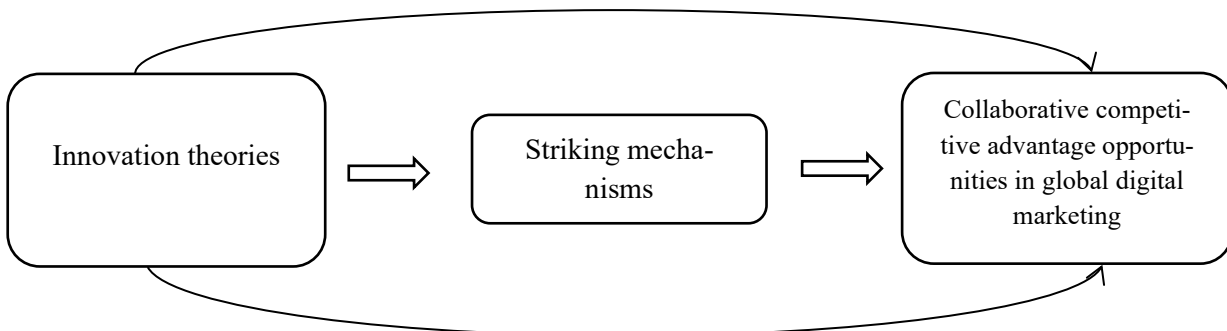 Innovation theories
Striking mecha-
nisms
Collaborative competi-
tive advantage opportu-
nities in global digital
marketing